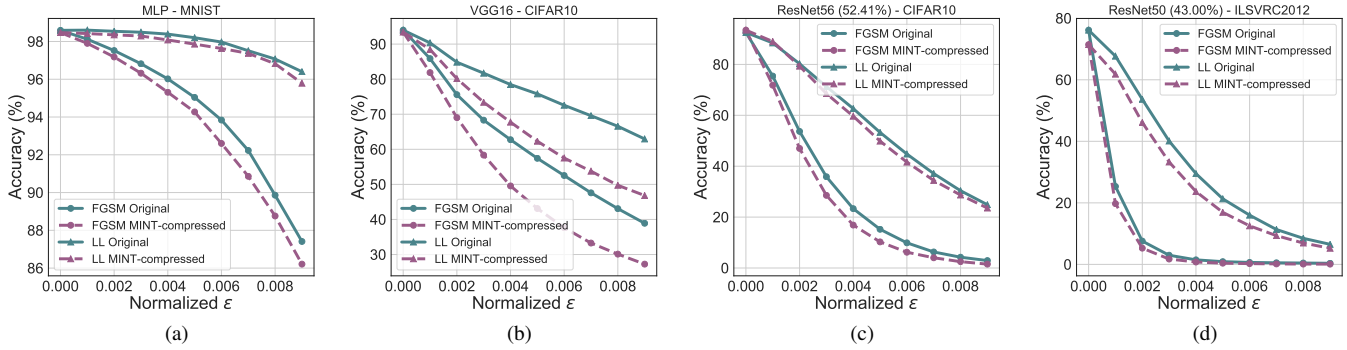 MLP - MNIST
Accuracy (%)
98
96
94
92
90
88
86
FGSM Original
FGSM MINT-compressed
LL Original
LL MINT-compressed
0.000 0.002 0.004 0.006 0.008
Normalized ε
(a)
VGG16 - CIFAR10
Accuracy (%)
90
80
70
60
50
40
30
FGSM Original
FGSM MINT-compressed
LL Original
LL MINT-compressed
0.000 0.002 0.004 0.006 0.008
Normalized ε
(b)
ResNet56 (52.41%) - CIFAR10
Accuracy (%)
80
60
40
20
0
FGSM Original
FGSM MINT-compressed
LL Original
LL MINT-compressed
0.000 0.002 0.004 0.006 0.008
Normalized ε
(c)
ResNet50 (43.00%) - ILSVRC2012
Accuracy (%)
80
60
40
20
0
FGSM Original
FGSM MINT-compressed
LL Original
LL MINT-compressed
0.000 0.002 0.004 0.006 0.008
Normalized ε
(d)